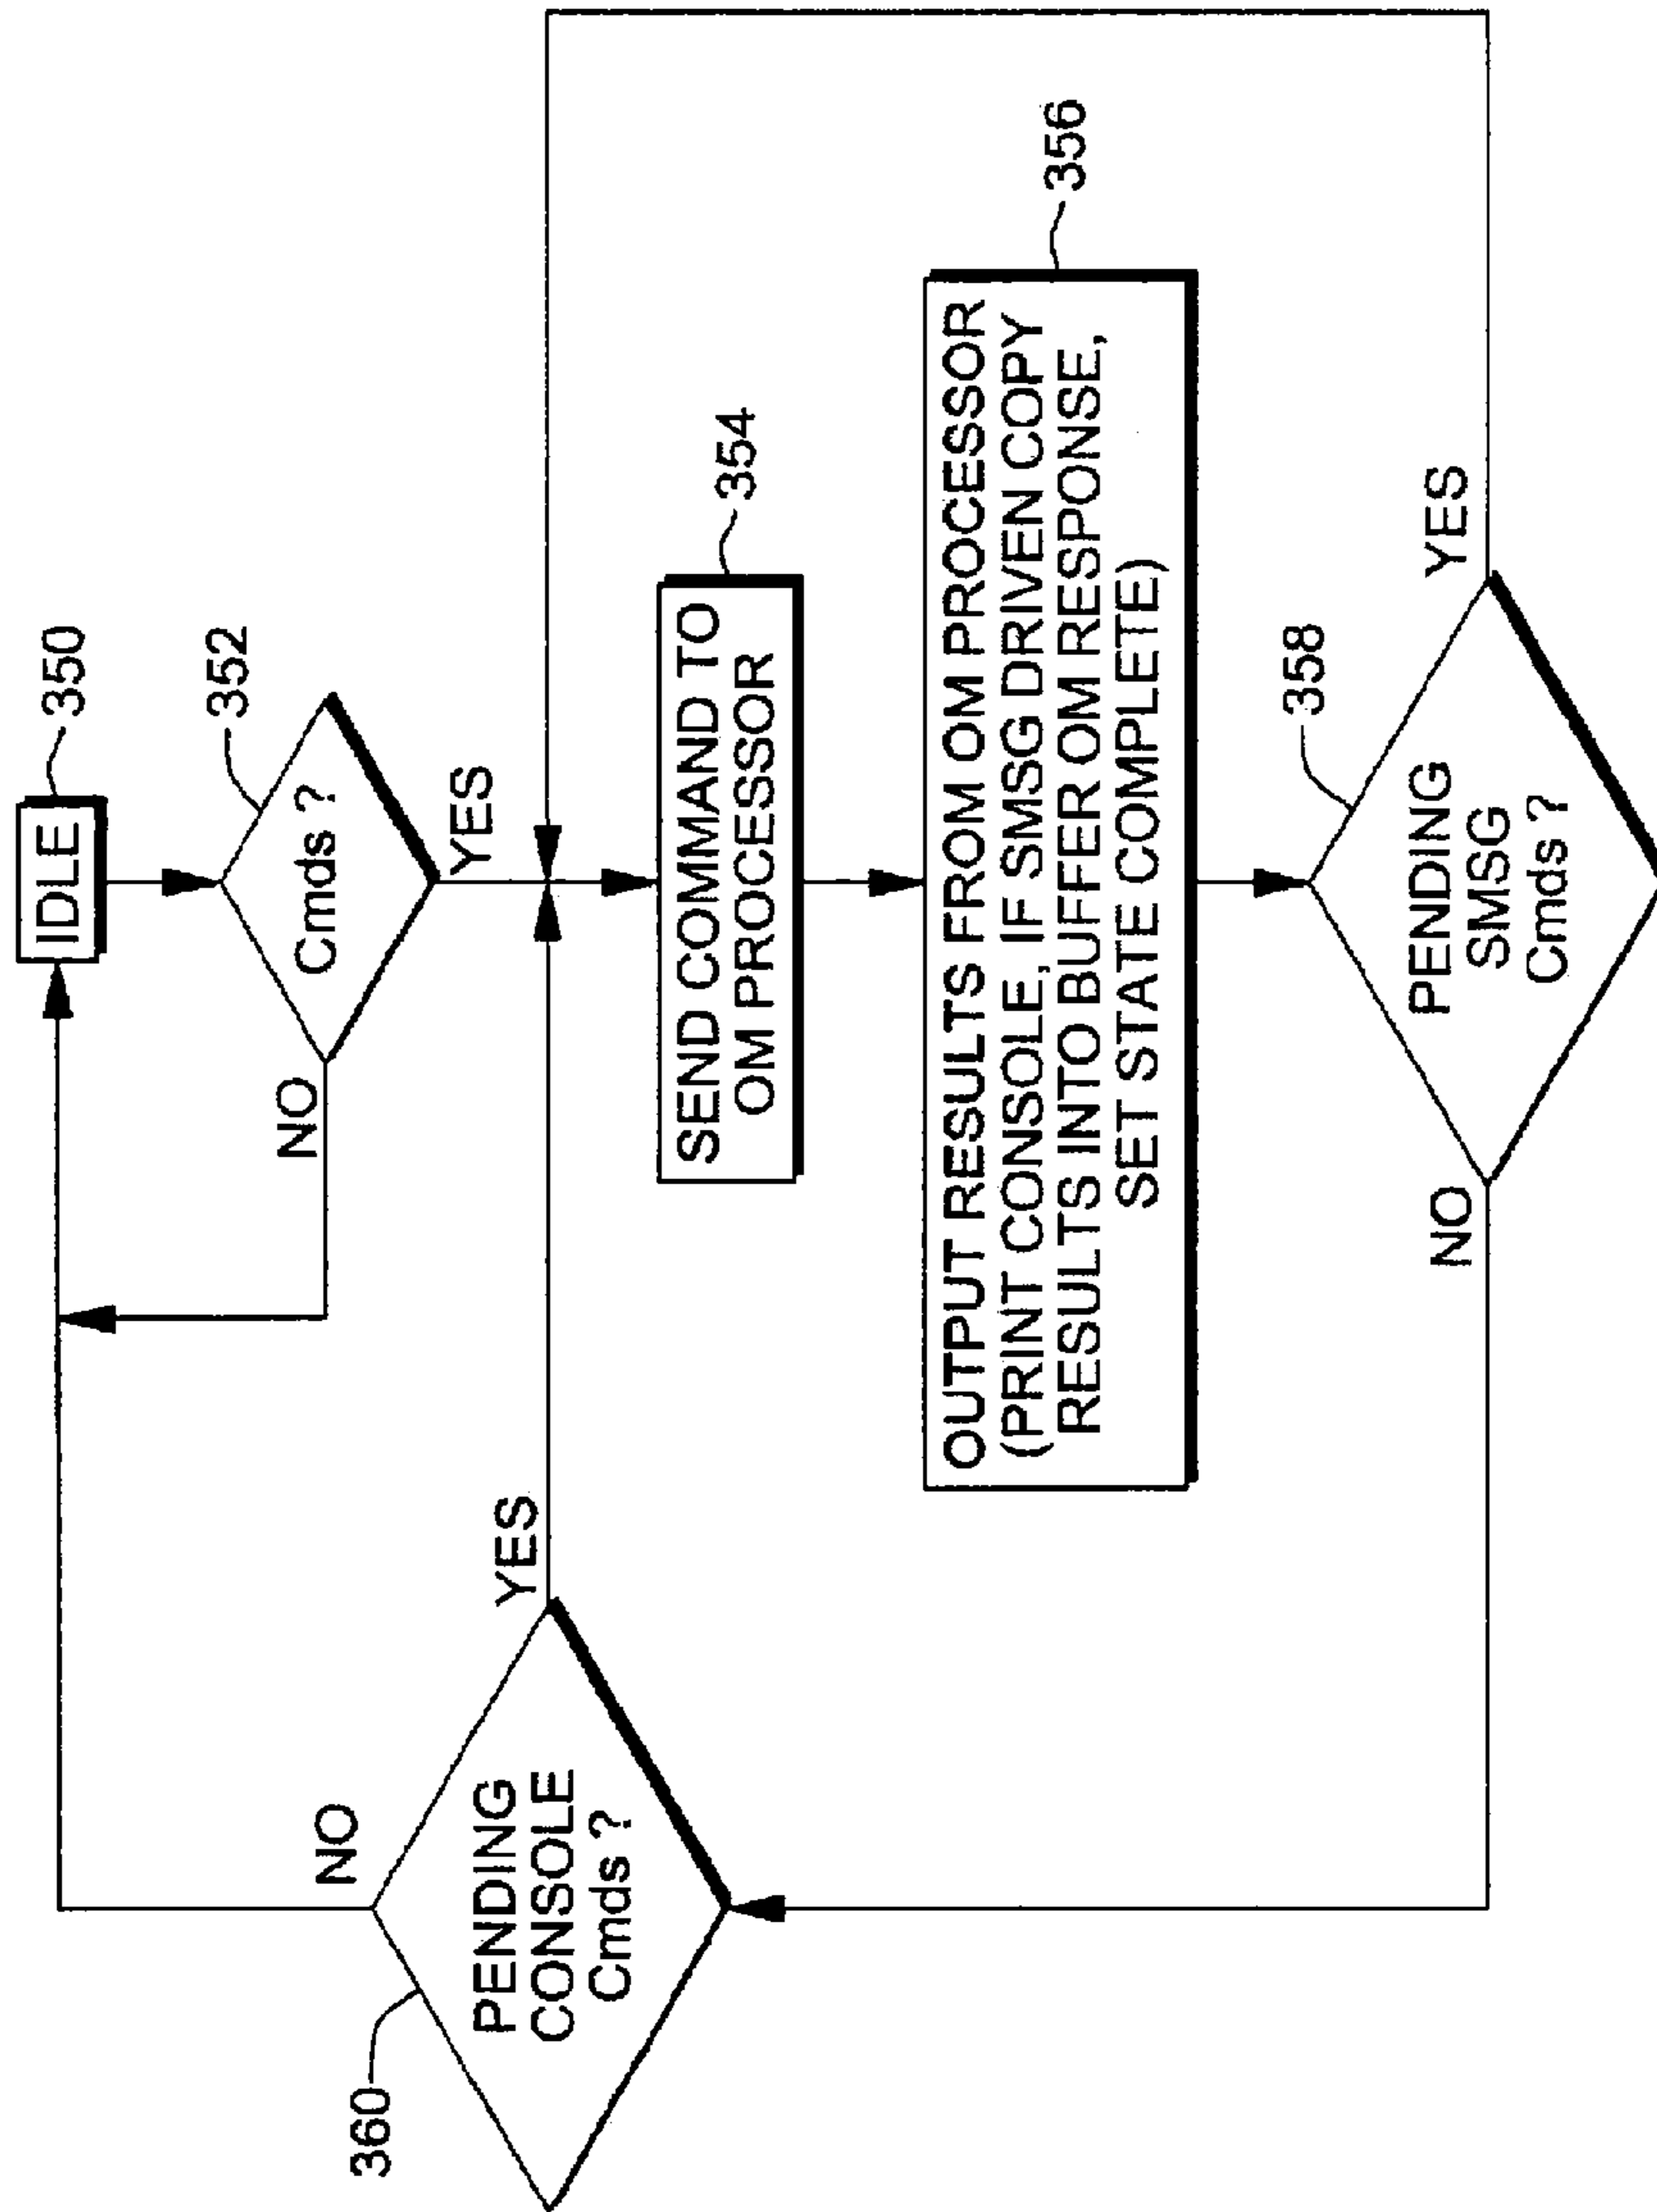 IDLE
350
Cmds ?
352
NO
YES
SEND COMMAND TO
OM PROCESSOR
354
OUTPUT RESULTS FROM OM PROCESSOR
(PRINT CONSOLE, IF SMSG DRIVEN COPY
RESULTS INTO BUFFER OM RESPONSE,
SET STATE COMPLETE)
356
PENDING
SMSG
Cmds ?
358
YES
NO
PENDING
CONSOLE
Cmds ?
360
YES
NO